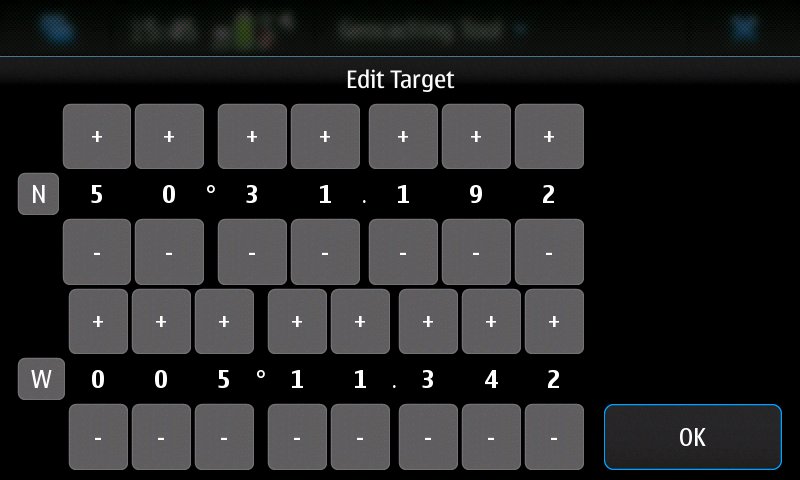 Edit Target
+ + + + + + +
N 5 0 ° 3 1 . 1 9 2
- - - - - - -
+ + + + + + + +
W 0 0 5 ° 1 1 . 3 4 2
- - - - - - - -
OK